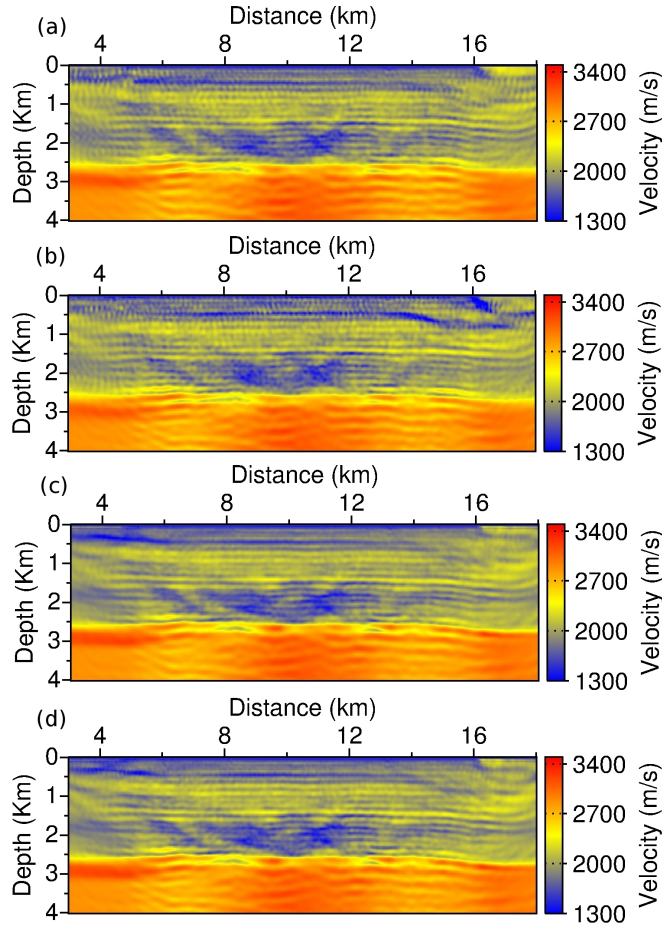 (a)
Distance (km)
4 8 12 16
0
1
2
3
4
Depth (Km)
3400
2700
2000
1300
Velocity (m/s)
(b)
Distance (km)
4 8 12 16
0
1
2
3
4
Depth (Km)
3400
2700
2000
1300
Velocity (m/s)
(c)
Distance (km)
4 8 12 16
0
1
2
3
4
Depth (Km)
3400
2700
2000
1300
Velocity (m/s)
(d)
Distance (km)
4 8 12 16
0
1
2
3
4
Depth (Km)
3400
2700
2000
1300
Velocity (m/s)